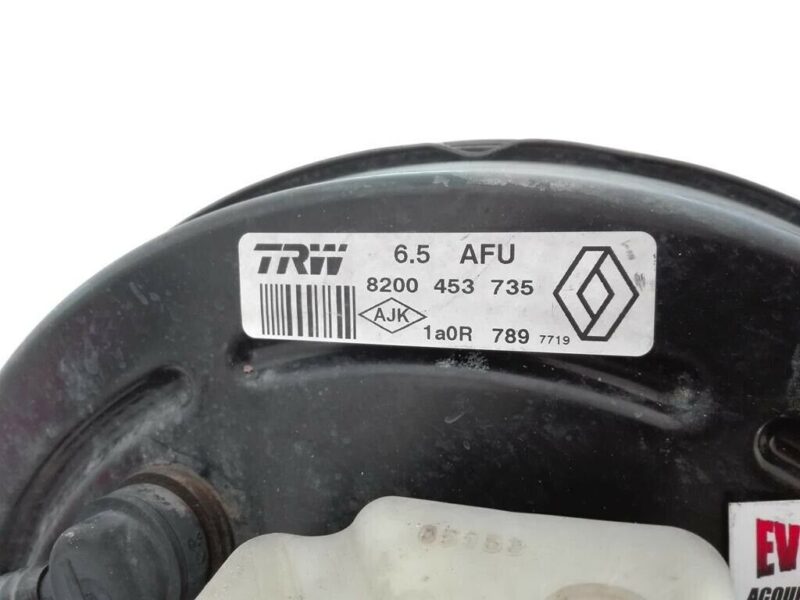 TRW 6.5 AFU
8200 453 735
AJK
1a0R 789 7719
EV